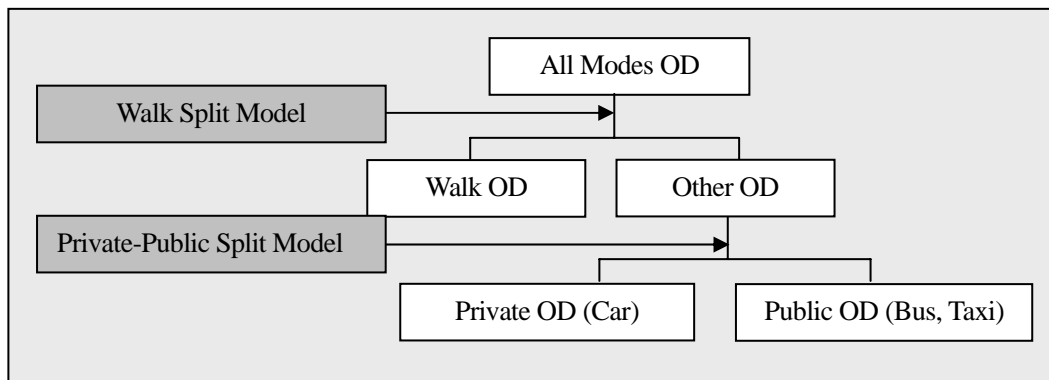 All Modes OD
Walk Split Model
Walk OD
Other OD
Private-Public Split Model
Private OD (Car)
Public OD (Bus, Taxi)